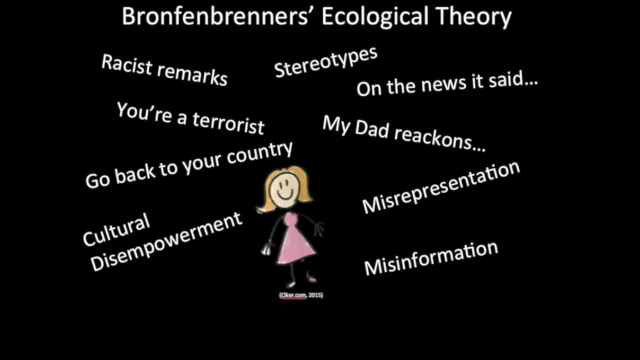 Bronfenbrenners' Ecological Theory
Racist remarks
Stereotypes
On the news it said...
You're a terrorist
My Dad reackons...
Go back to your country
Misrepresentation
Cultural
Disempowerment
Misinformation
(Clker.com, 2015)